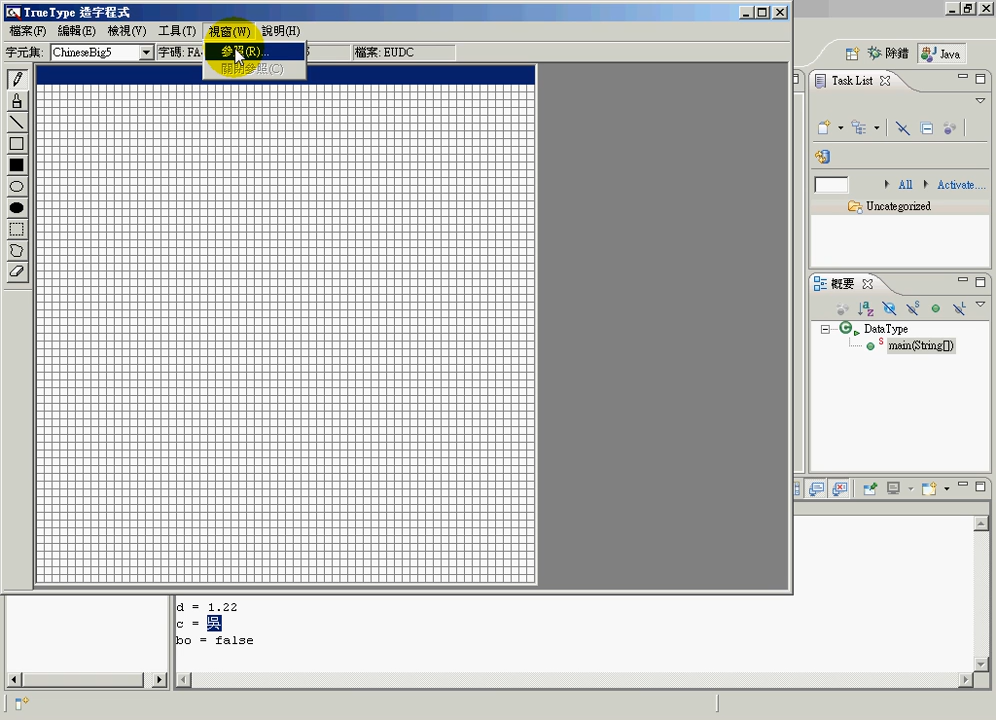 TrueType 造字程式
檔案(F) 編輯(E) 檢視(V) 工具(T) 視窗(W) 說明(H)
字元集: ChineseBig5 字碼: FA 檔案: EUDC
參照(R)...
關閉參照(C)
除錯 Java
Task List
All Activate....
Uncategorized
概要
DataType
main(String[])
d = 1.22
c = 吳
bo = false